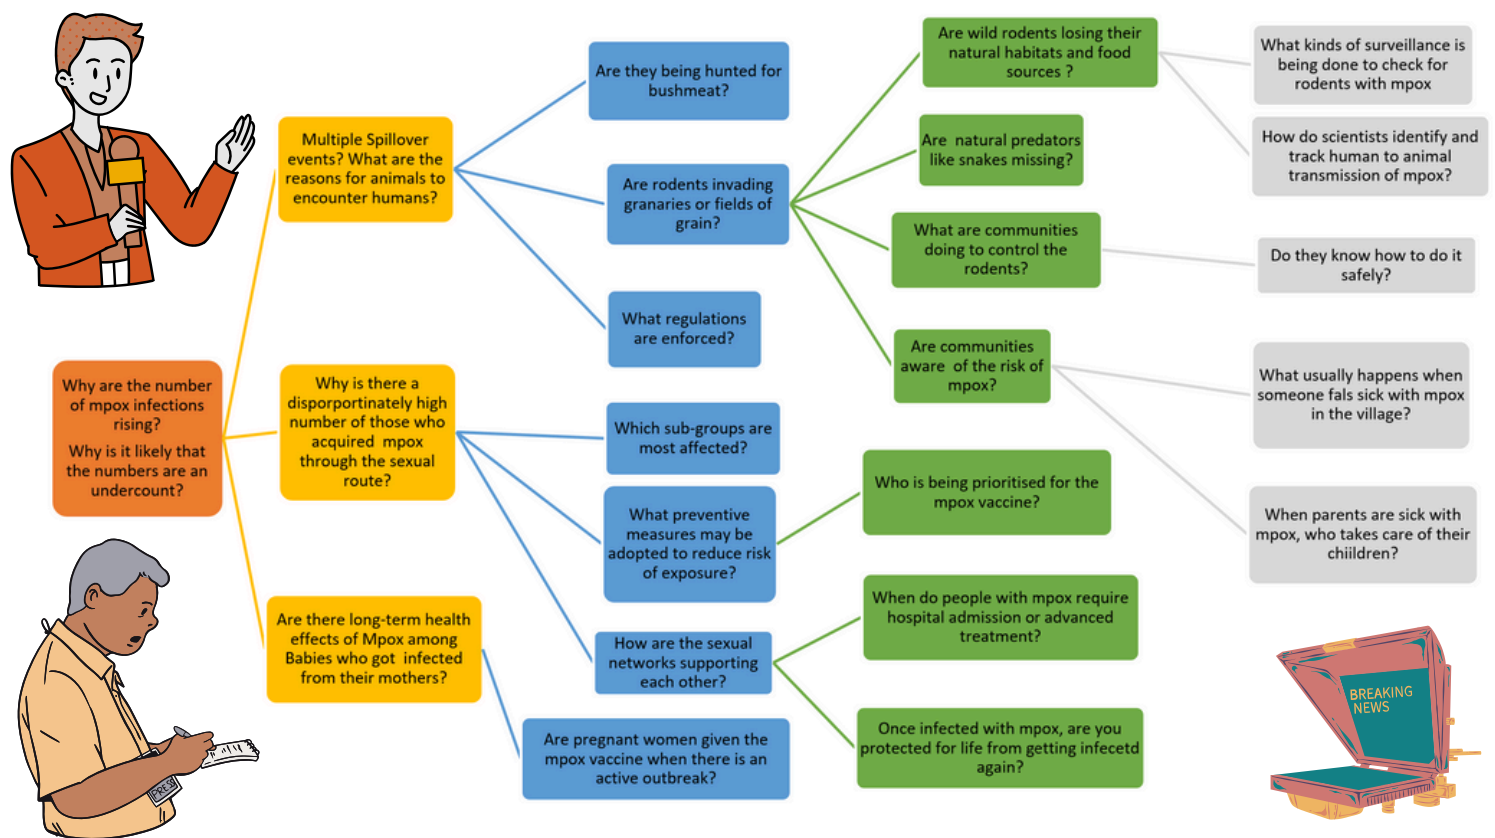 Why are the number
of mpox infections
rising?
Why is it likely that
the numbers are an
undercount?
Multiple Spillover
events? What are the
reasons for animals to
encounter humans?
Why is there a
disporportinately high
number of those who
acquired mpox
through the sexual
route?
Are there long-term health
effects of Mpox among
Babies who got infected
from their mothers?
Are they being hunted for
bushmeat?
Are rodents invading
granaries or fields of
grain?
What regulations
are enforced?
Which sub-groups are
most affected?
What preventive
measures may be
adopted to reduce risk
of exposure?
How are the sexual
networks supporting
each other?
Are pregnant women given the
mpox vaccine when there is an
active outbreak?
Are wild rodents losing their
natural habitats and food
sources ?
Are natural predators
like snakes missing?
What are communities
doing to control the
rodents?
Are communities
aware of the risk of
mpox?
Who is being prioritised for the
mpox vaccine?
When do people with mpox require
hospital admission or advanced
treatment?
Once infected with mpox, are you
protected for life from getting infecetd
again?
What kinds of surveillance is
being done to check for
rodents with mpox
How do scientists identify and
track human to animal
transmission of mpox?
Do they know how to do it
safely?
What usually happens when
someone fals sick with mpox
in the village?
When parents are sick with
mpox, who takes care of their
chiildren?
PRESS
BREAKING
NEWS